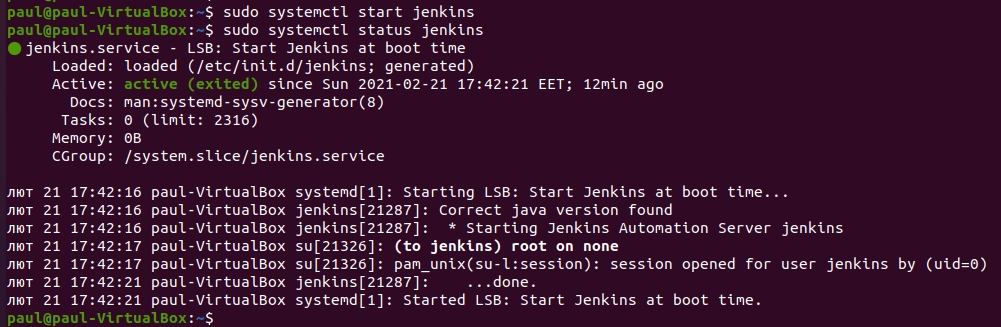 paul@paul-VirtualBox:~$ sudo systemctl start jenkins
paul@paul-VirtualBox:~$ sudo systemctl status jenkins
● jenkins.service - LSB: Start Jenkins at boot time
     Loaded: loaded (/etc/init.d/jenkins; generated)
     Active: active (exited) since Sun 2021-02-21 17:42:21 EET; 12min ago
       Docs: man:systemd-sysv-generator(8)
      Tasks: 0 (limit: 2316)
     Memory: 0B
     CGroup: /system.slice/jenkins.service

лют 21 17:42:16 paul-VirtualBox systemd[1]: Starting LSB: Start Jenkins at boot time...
лют 21 17:42:16 paul-VirtualBox jenkins[21287]: Correct java version found
лют 21 17:42:16 paul-VirtualBox jenkins[21287]:  * Starting Jenkins Automation Server jenkins
лют 21 17:42:17 paul-VirtualBox su[21326]: (to jenkins) root on none
лют 21 17:42:17 paul-VirtualBox su[21326]: pam_unix(su-l:session): session opened for user jenkins by (uid=0)
лют 21 17:42:21 paul-VirtualBox jenkins[21287]:    ...done.
лют 21 17:42:21 paul-VirtualBox systemd[1]: Started LSB: Start Jenkins at boot time.
paul@paul-VirtualBox:~$